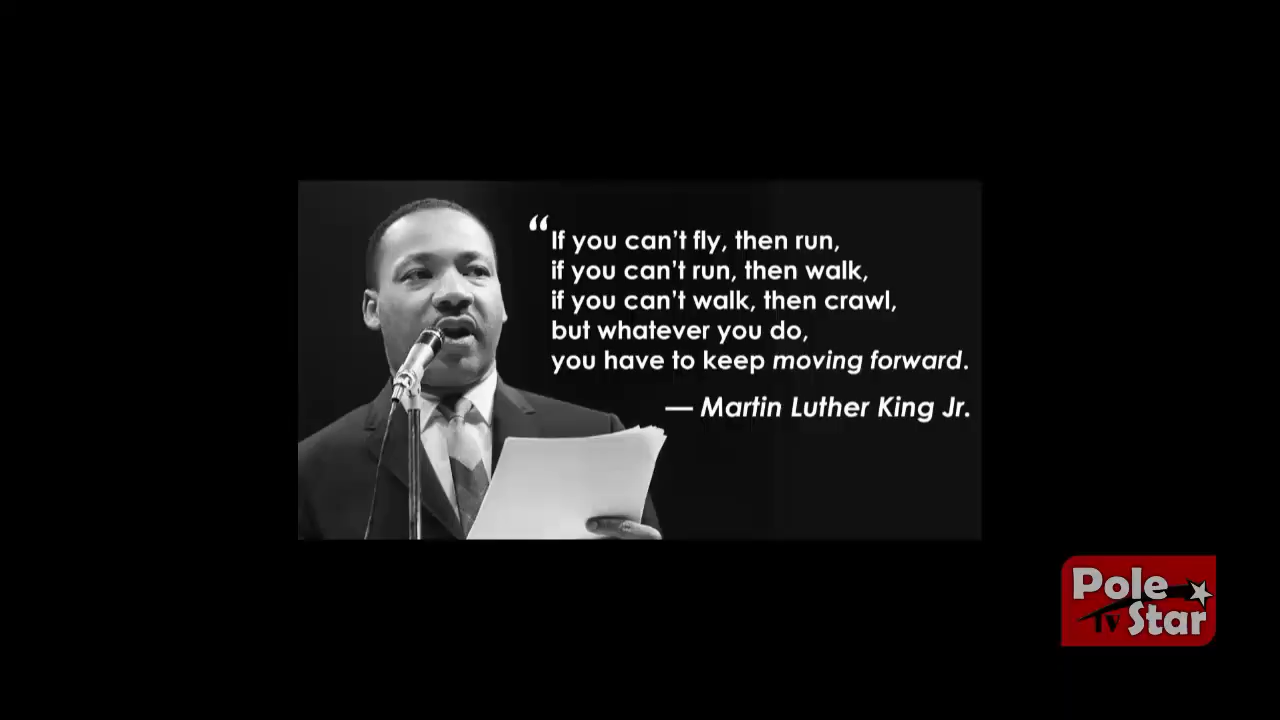 “If you can’t fly, then run,
if you can’t run, then walk,
if you can’t walk, then crawl,
but whatever you do,
you have to keep moving forward.
— Martin Luther King Jr.
Pole
TV Star